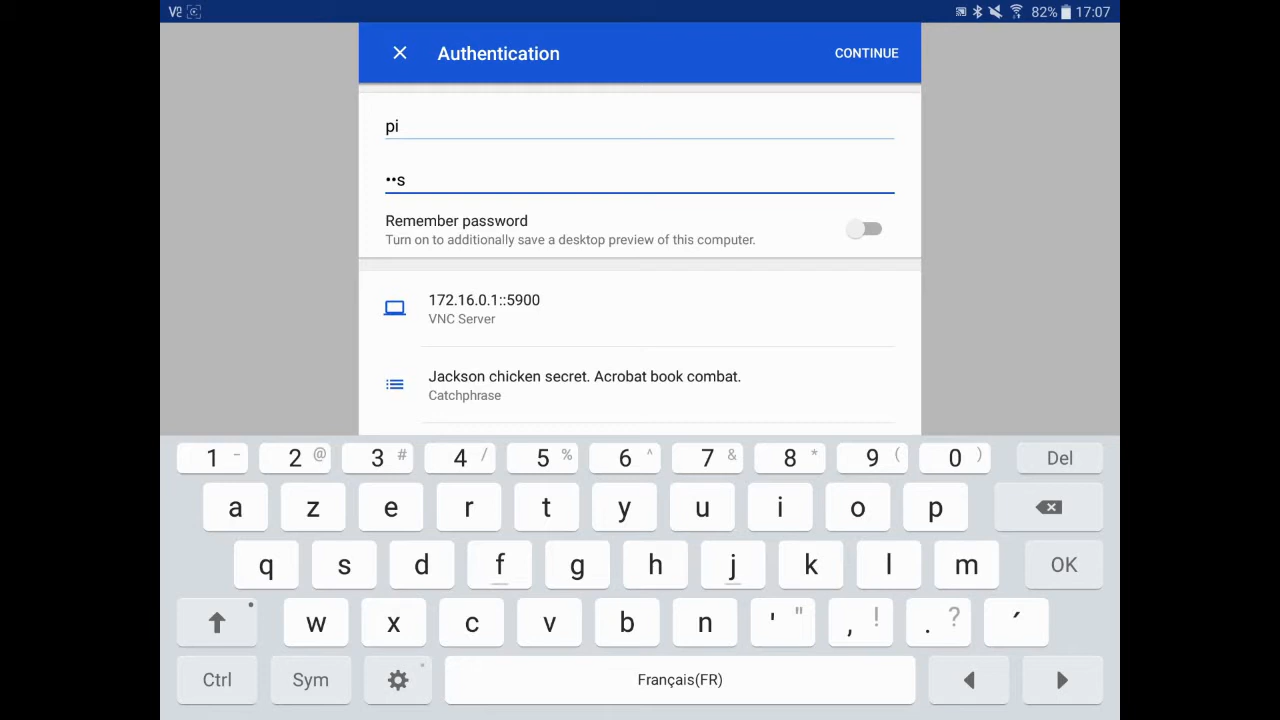 82% 17:07
Authentication CONTINUE
pi
••s
Remember password
Turn on to additionally save a desktop preview of this computer.
172.16.0.1::5900
VNC Server
Jackson chicken secret. Acrobat book combat.
Catchphrase
1 - 2 @ 3 # 4 / 5 % 6 ^ 7 & 8 * 9 ( 0 ) Del
a z e r t y u i o p
q s d f g h j k l m OK
w x c v b n ' " , ! . ? ´
Ctrl Sym Français(FR)